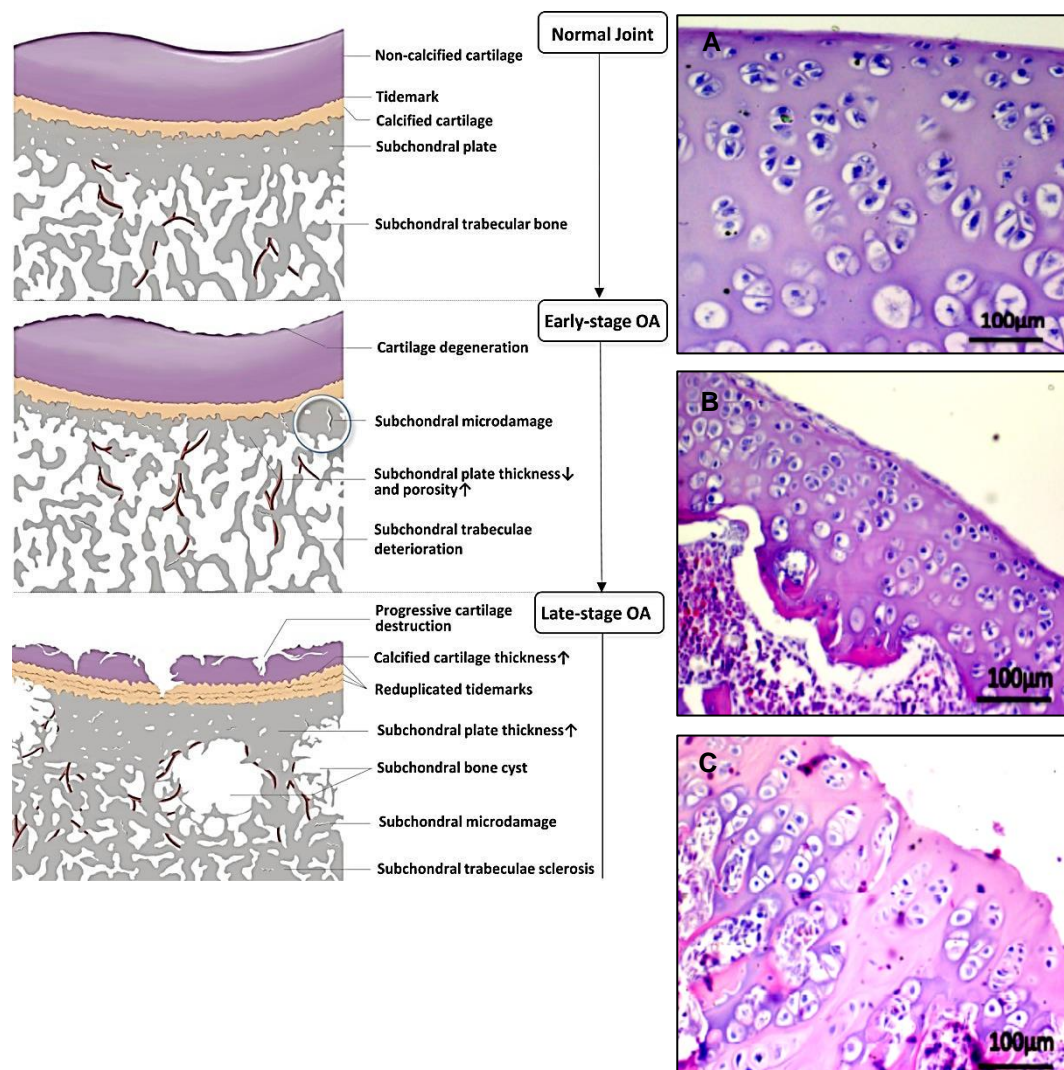 Normal Joint
Non-calcified cartilage
Tidemark
Calcified cartilage
Subchondral plate
Subchondral trabecular bone
Early-stage OA
Cartilage degeneration
Subchondral microdamage
Subchondral plate thickness↓
and porosity↑
Subchondral trabeculae
deterioration
Late-stage OA
Progressive cartilage
destruction
Calcified cartilage thickness↑
Reduplicated tidemarks
Subchondral plate thickness↑
Subchondral bone cyst
Subchondral microdamage
Subchondral trabeculae sclerosis
A
100μm
B
100μm
C
100μm